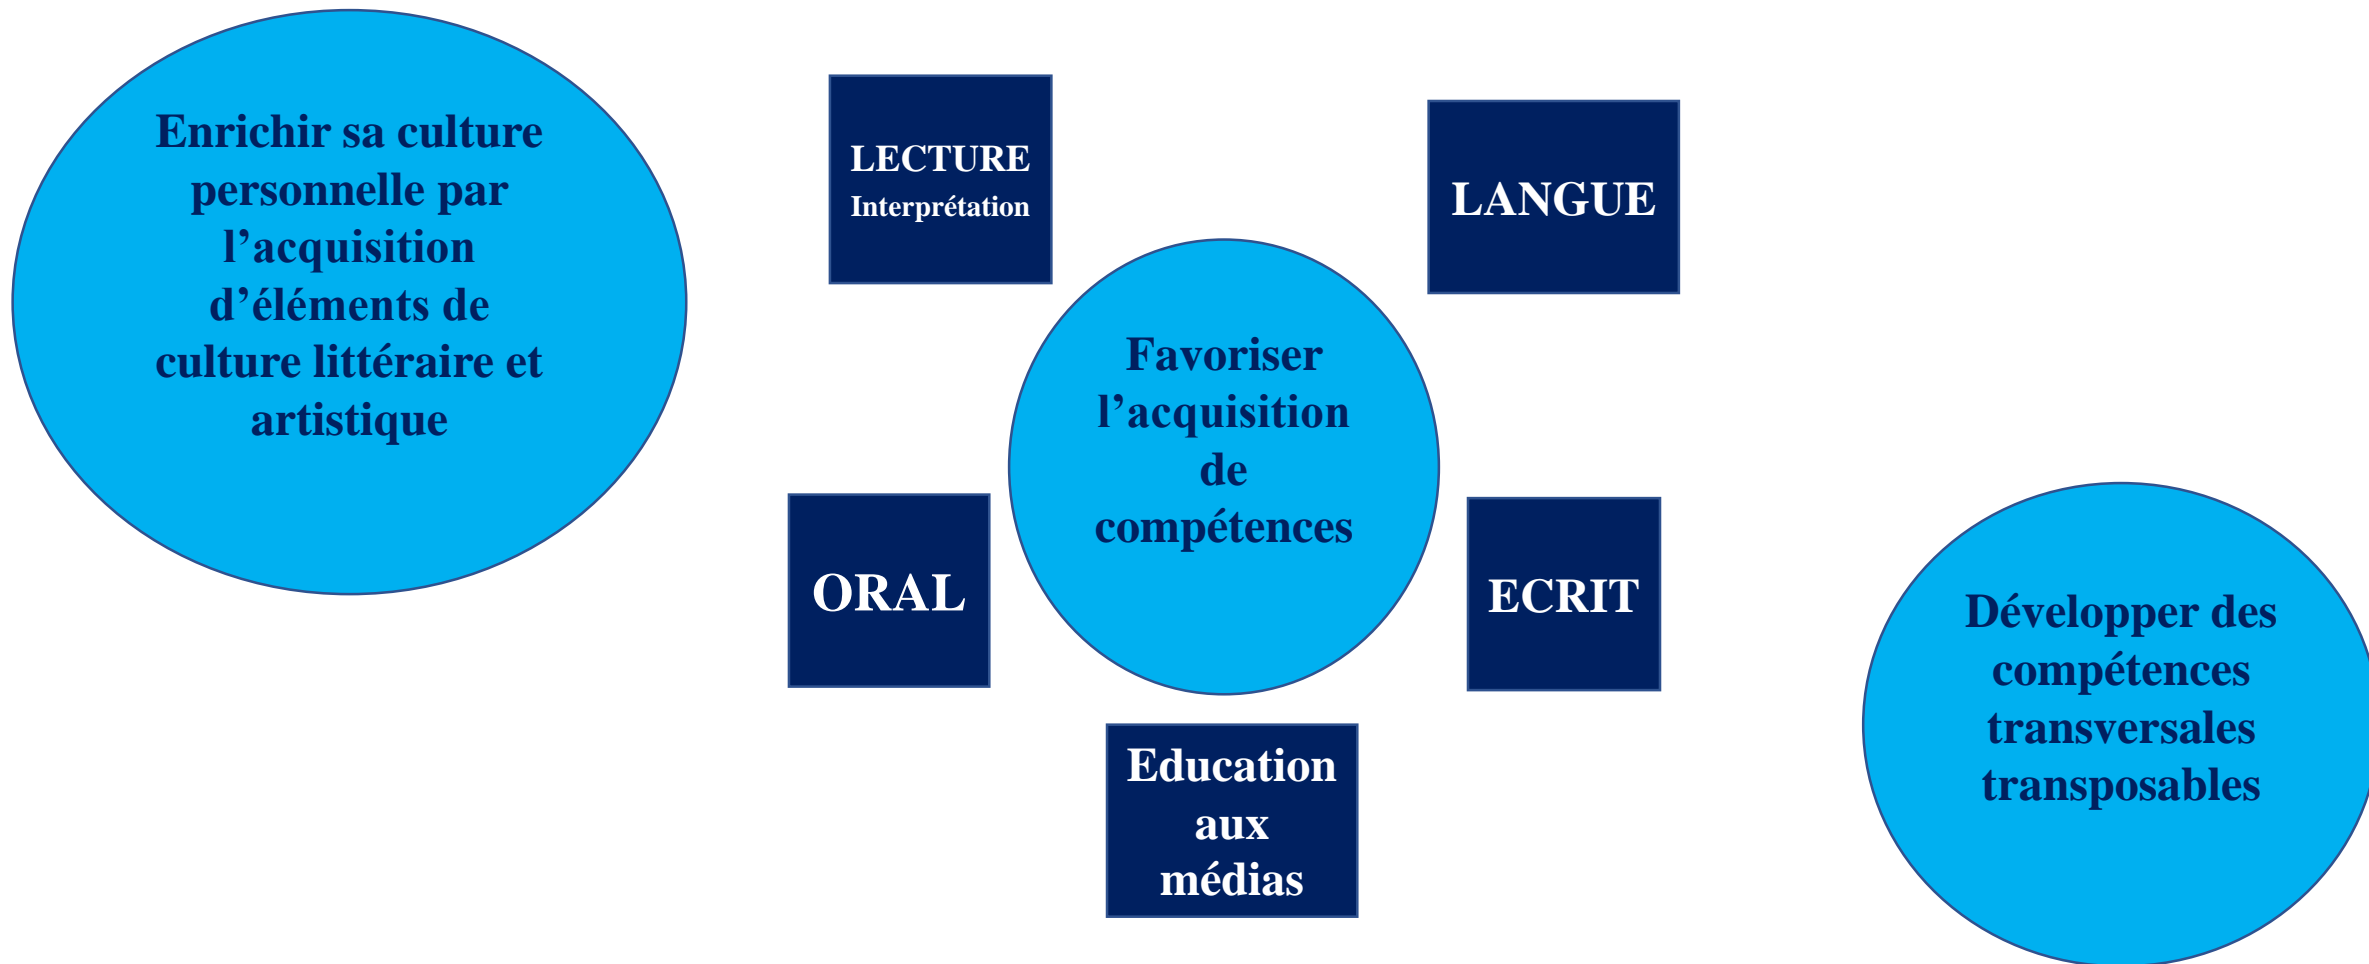 Enrichir sa culture
personnelle par
l’acquisition
d’éléments de
culture littéraire et
artistique
LECTURE
Interprétation
LANGUE
Favoriser
l’acquisition
de
compétences
ORAL
ECRIT
Education
aux
médias
Développer des
compétences
transversales
transposables